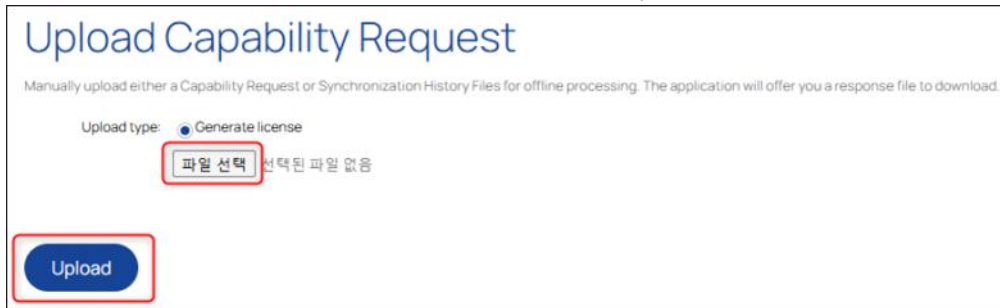 Upload Capability Request
Manually upload either a Capability Request or Synchronization History Files for offline processing. The application will offer you a response file to download.
Upload type: Generate license
파일 선택 선택된 파일 없음
Upload